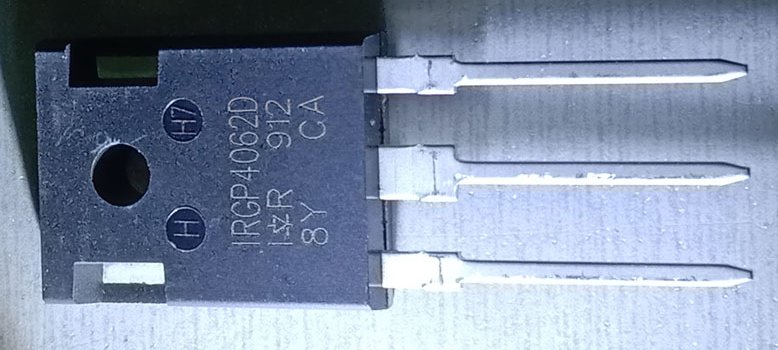 IRGP4062D
I R 912
8Y CA
H
H7